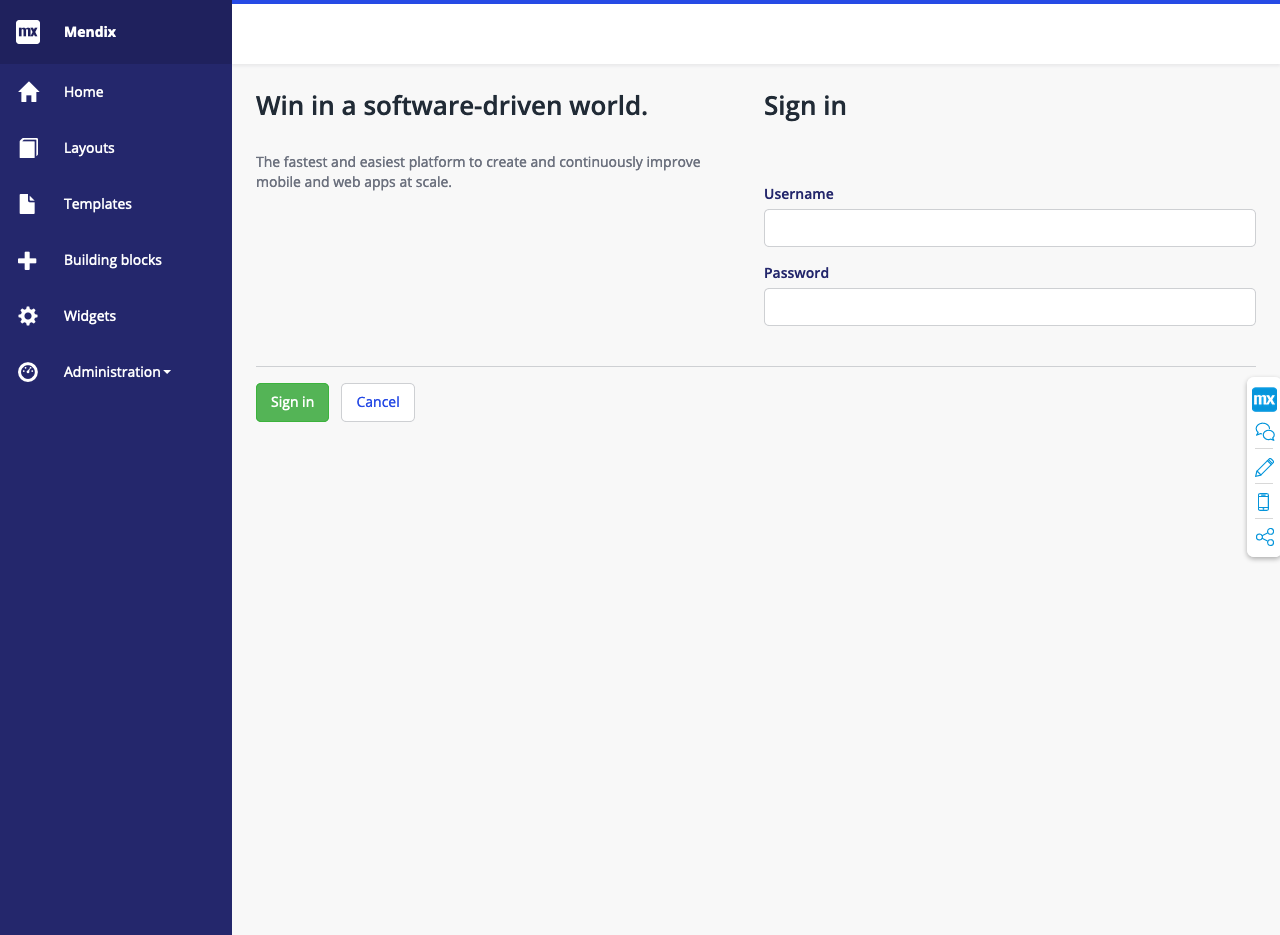 mx Mendix
Home
Layouts
Templates
Building blocks
Widgets
Administration
Win in a software-driven world.
The fastest and easiest platform to create and continuously improve
mobile and web apps at scale.
Sign in
Username
Password
Sign in
Cancel
mx